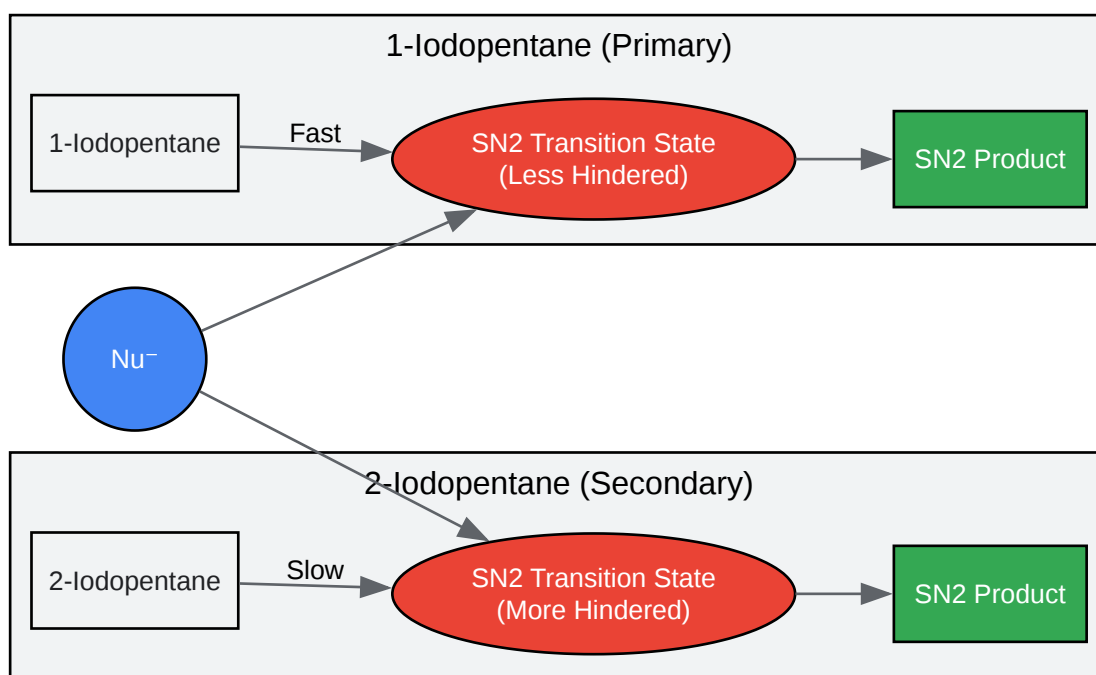 1-Iodopentane (Primary)
1-Iodopentane
Fast
SN2 Transition State
(Less Hindered)
SN2 Product
Nu⁻
2-Iodopentane (Secondary)
2-Iodopentane
Slow
SN2 Transition State
(More Hindered)
SN2 Product